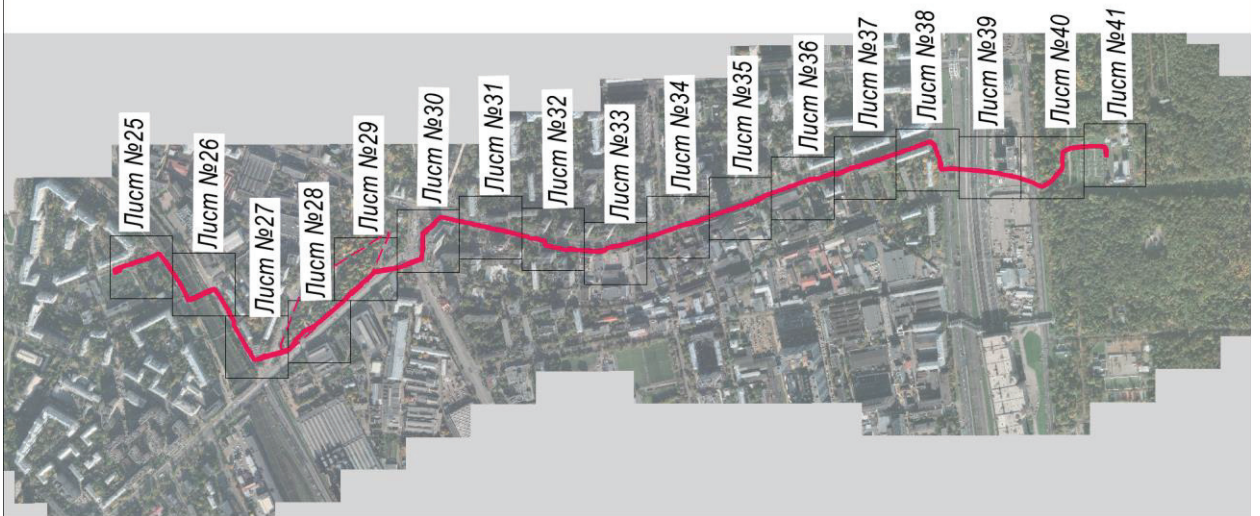 Лист №25
Лист №26
Лист №27
Лист №28
Лист №29
Лист №30
Лист №31
Лист №32
Лист №33
Лист №34
Лист №35
Лист №36
Лист №37
Лист №38
Лист №39
Лист №40
Лист №41